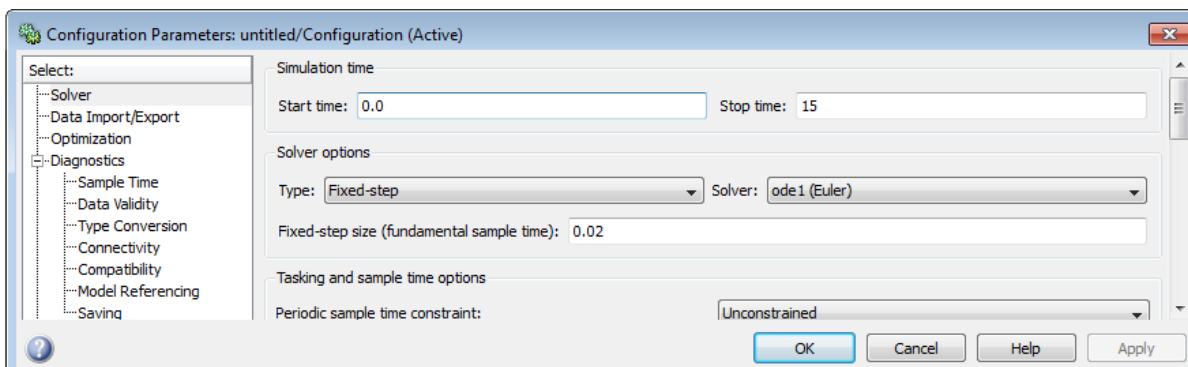 Configuration Parameters: untitled/Configuration (Active)
Select:
Solver
Data Import/Export
Optimization
Diagnostics
Sample Time
Data Validity
Type Conversion
Connectivity
Compatibility
Model Referencing
Saving
Simulation time
Start time: 0.0 Stop time: 15
Solver options
Type: Fixed-step Solver: ode1 (Euler)
Fixed-step size (fundamental sample time): 0.02
Tasking and sample time options
Periodic sample time constraint: Unconstrained
OK Cancel Help Apply